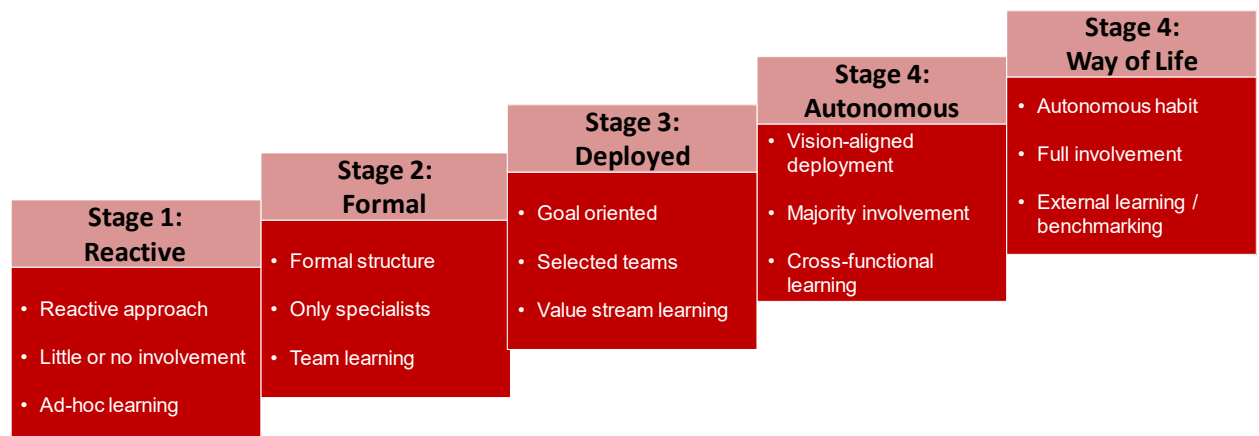 Stage 1:
Reactive
• Reactive approach
• Little or no involvement
• Ad-hoc learning
Stage 2:
Formal
• Formal structure
• Only specialists
• Team learning
Stage 3:
Deployed
• Goal oriented
• Selected teams
• Value stream learning
Stage 4:
Autonomous
• Vision-aligned
deployment
• Majority involvement
• Cross-functional
learning
Stage 4:
Way of Life
• Autonomous habit
• Full involvement
• External learning /
benchmarking